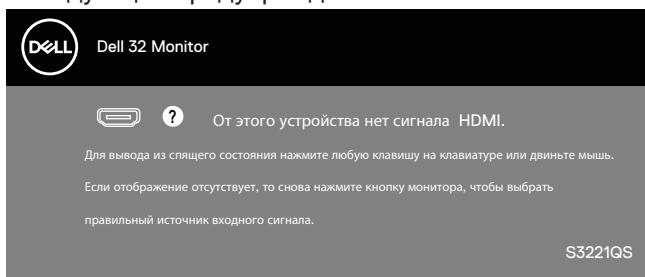 DELL
Dell 32 Monitor
? От этого устройства нет сигнала HDMI.
Для вывода из спящего состояния нажмите любую клавишу на клавиатуре или двиньте мышь.
Если отображение отсутствует, то снова нажмите кнопку монитора, чтобы выбрать
правильный источник входного сигнала.
S3221QS